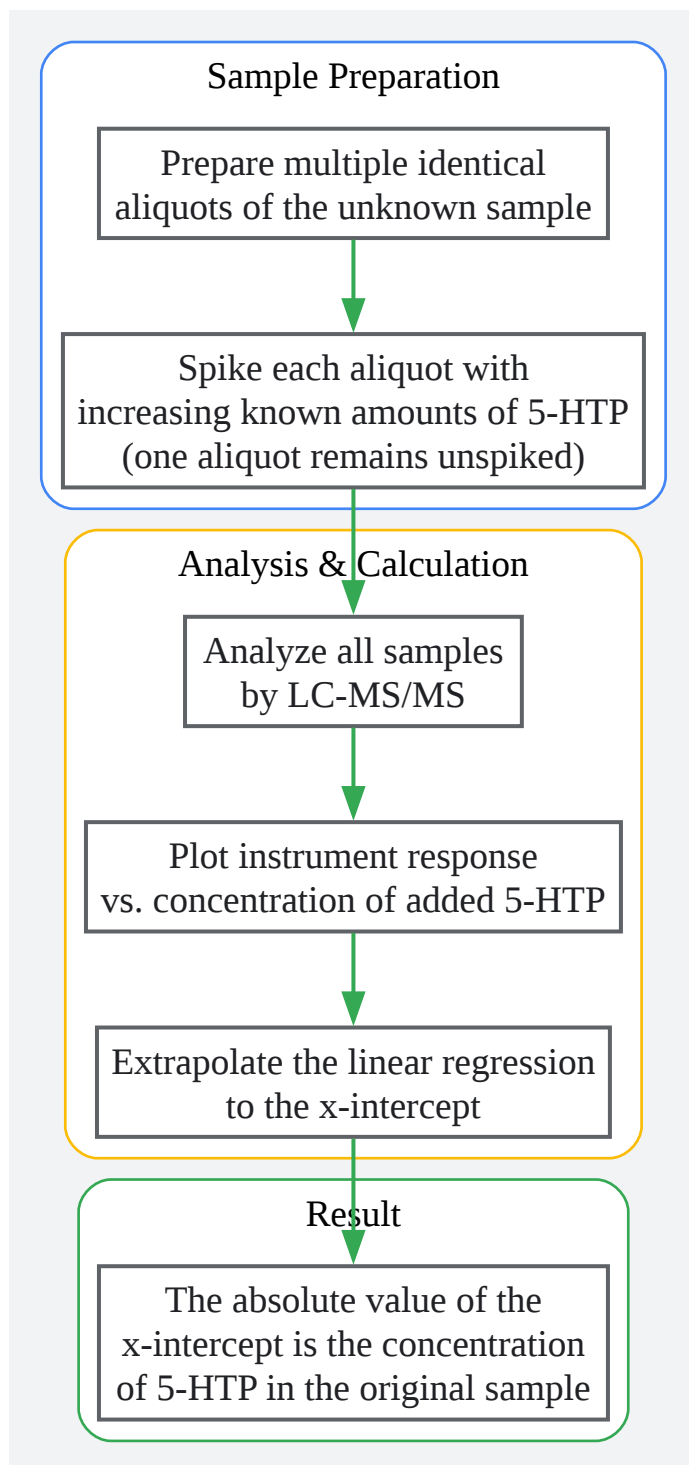 Sample Preparation
Prepare multiple identical
aliquots of the unknown sample
Spike each aliquot with
increasing known amounts of 5-HTP
(one aliquot remains unspiked)
Analysis & Calculation
Analyze all samples
by LC-MS/MS
Plot instrument response
vs. concentration of added 5-HTP
Extrapolate the linear regression
to the x-intercept
Result
The absolute value of the
x-intercept is the concentration
of 5-HTP in the original sample